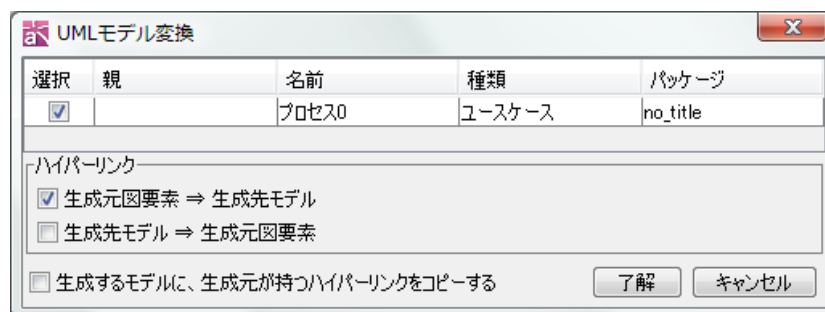 UMLモデル変換
選択 親 名前 種類 パッケージ
プロセス0 ユースケース no_title
ハイパーリンク
生成元図要素 ⇒ 生成先モデル
生成先モデル ⇒ 生成元図要素
生成するモデルに、生成元が持つハイパーリンクをコピーする 了解 キャンセル